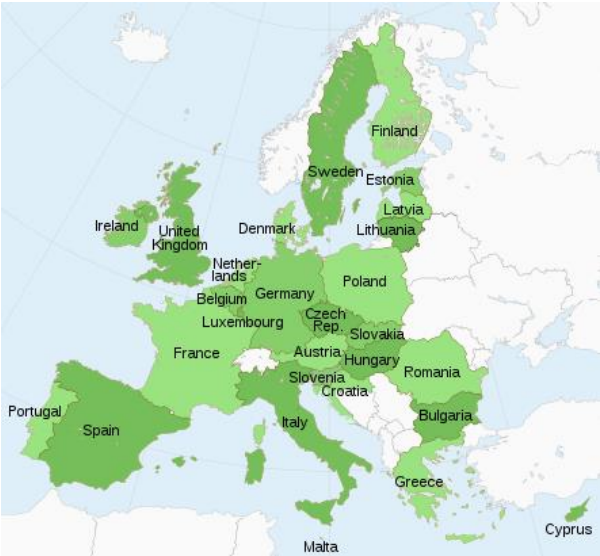 Finland
Sweden
Estonia
Latvia
Lithuania
Ireland
United
Kingdom
Denmark
Nether-
lands
Belgium
Germany
Poland
Luxembourg
Czech
Rep.
Slovakia
France
Austria
Hungary
Romania
Slovenia
Croatia
Portugal
Spain
Italy
Bulgaria
Greece
Cyprus
Malta